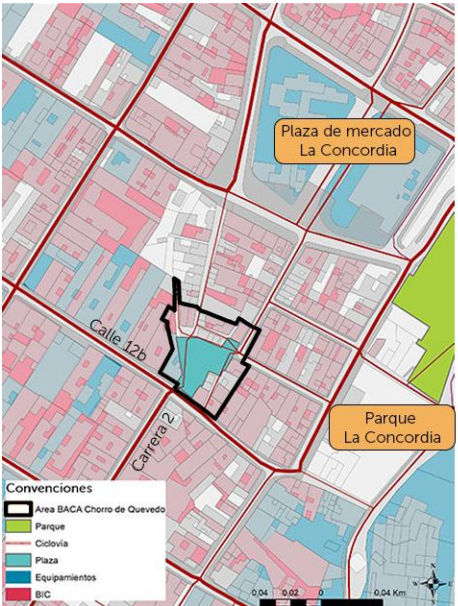 Plaza de mercado
La Concordia
Calle 12b
Carrera 2
Parque
La Concordia
Convenciones
Area BACA Chorro de Quevedo
Parque
Ciclovía
Plaza
Equipamientos
BIC
N
W
E
S
0,04 0,02 0 0,04 Km